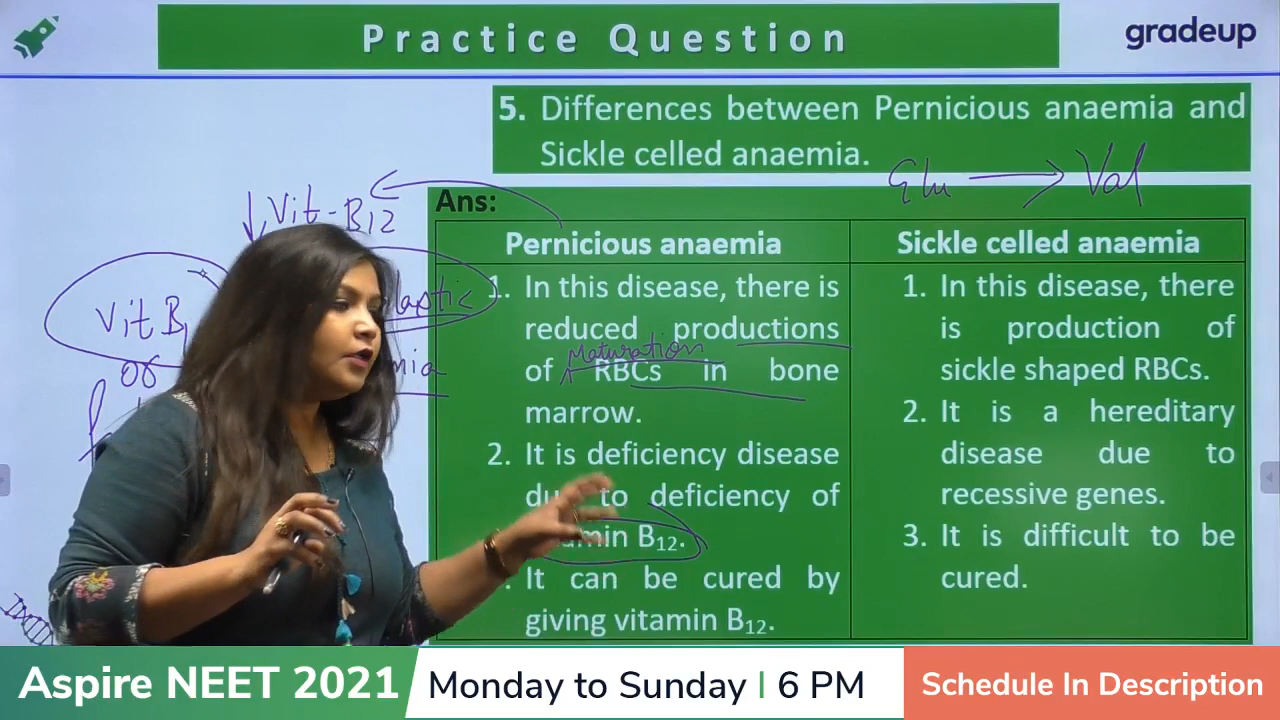 Practice Question
gradeup
5. Differences between Pernicious anaemia and
Sickle celled anaemia.
Glu → Val
↓ Vit-B12
Vit B
or
Ans:
Pernicious anaemia
1. In this disease, there is
reduced productions
Maturation
of RBCs in bone
marrow.
2. It is deficiency disease
due to deficiency of
B₁₂.
It can be cured by
giving vitamin B₁₂.
Sickle celled anaemia
1. In this disease, there
is production of
sickle shaped RBCs.
2. It is a hereditary
disease due to
recessive genes.
3. It is difficult to be
cured.
Aspire NEET 2021
Monday to Sunday | 6 PM
Schedule In Description